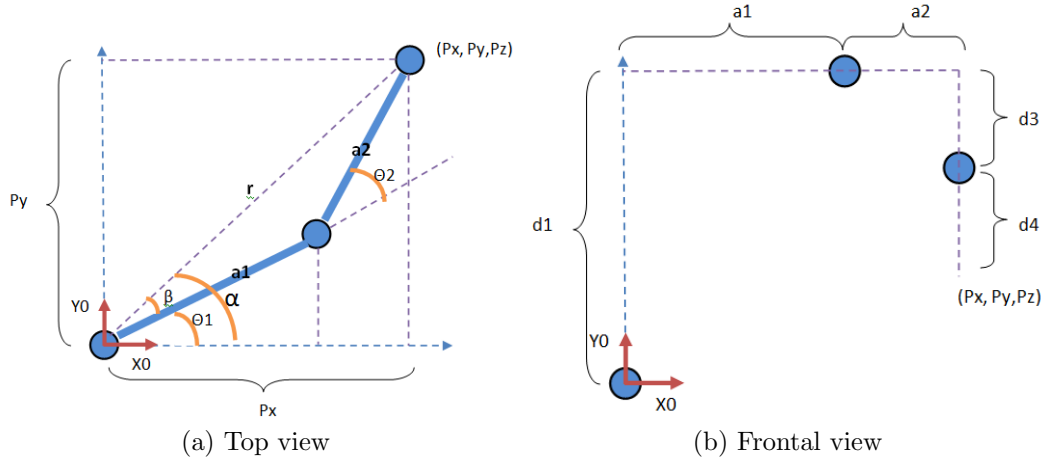 (Px, Py,Pz)
a2
Θ2
r
Py
a1
β
α
Y0
Θ1
X0
Px
(a) Top view
a1
a2
d3
d1
d4
(Px, Py,Pz)
Y0
X0
(b) Frontal view